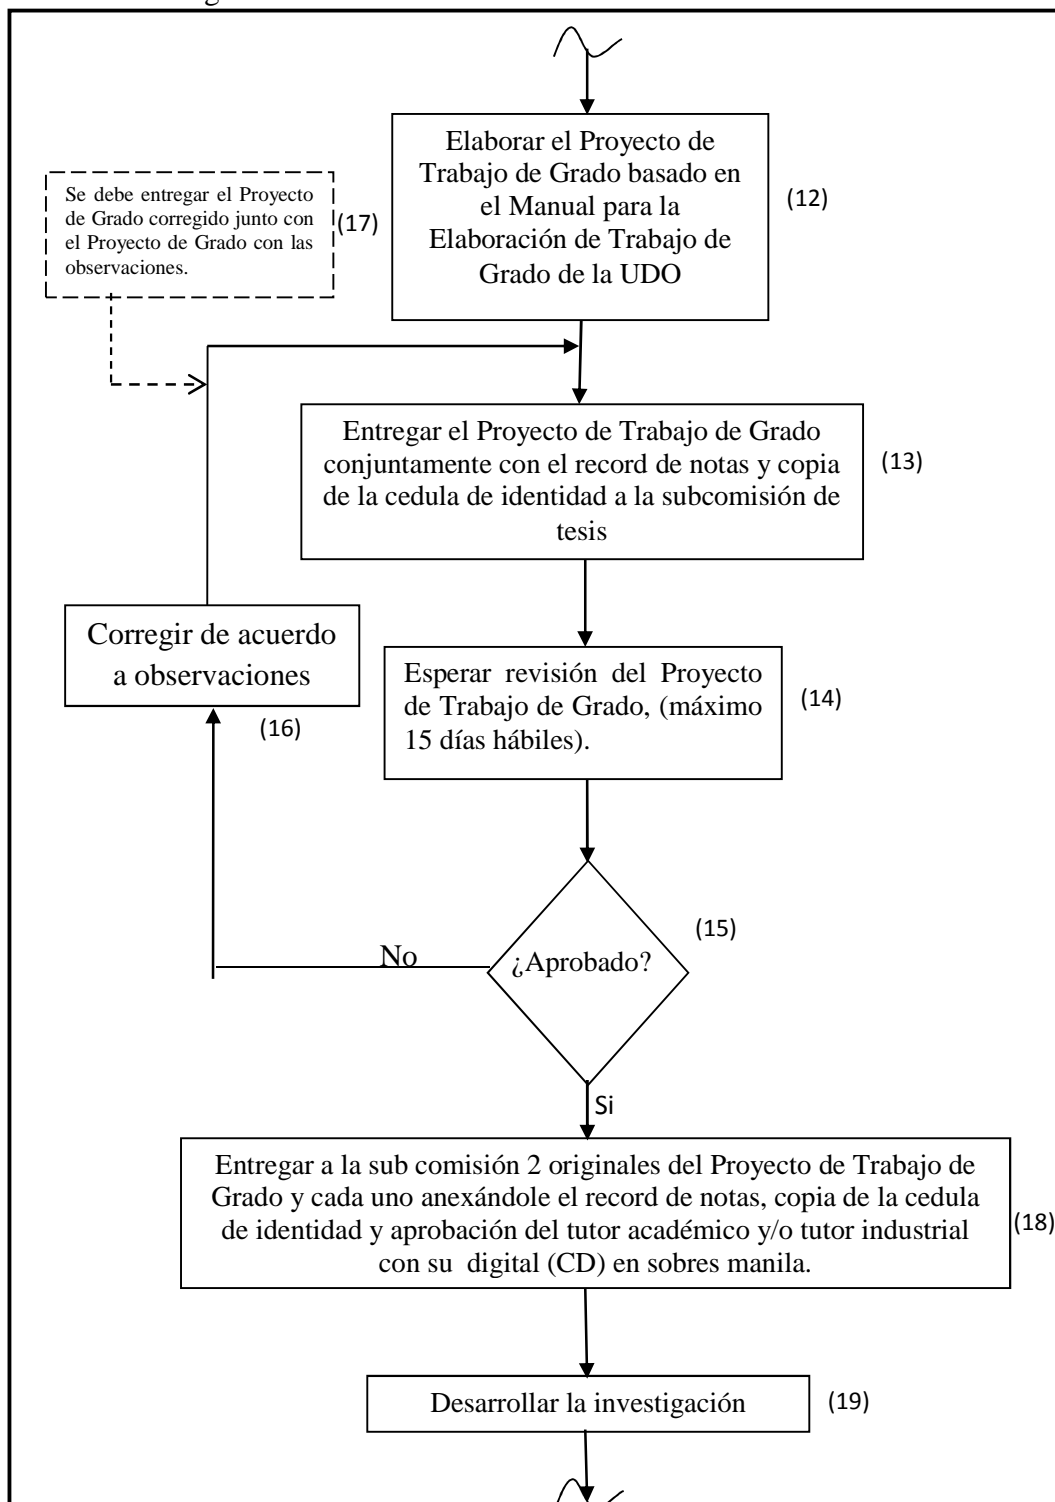 Elaborar el Proyecto de
Trabajo de Grado basado en
el Manual para la
Elaboración de Trabajo de
Grado de la UDO
(12)
Se debe entregar el Proyecto
de Grado corregido junto con
el Proyecto de Grado con las
observaciones.
(17)
Entregar el Proyecto de Trabajo de Grado
conjuntamente con el record de notas y copia
de la cedula de identidad a la subcomisión de
tesis
(13)
Corregir de acuerdo
a observaciones
(16)
Esperar revisión del Proyecto
de Trabajo de Grado, (máximo
15 días hábiles).
(14)
¿Aprobado?
(15)
No
Si
Entregar a la sub comisión 2 originales del Proyecto de Trabajo de
Grado y cada uno anexándole el record de notas, copia de la cedula
de identidad y aprobación del tutor académico y/o tutor industrial
con su digital (CD) en sobres manila.
(18)
Desarrollar la investigación
(19)